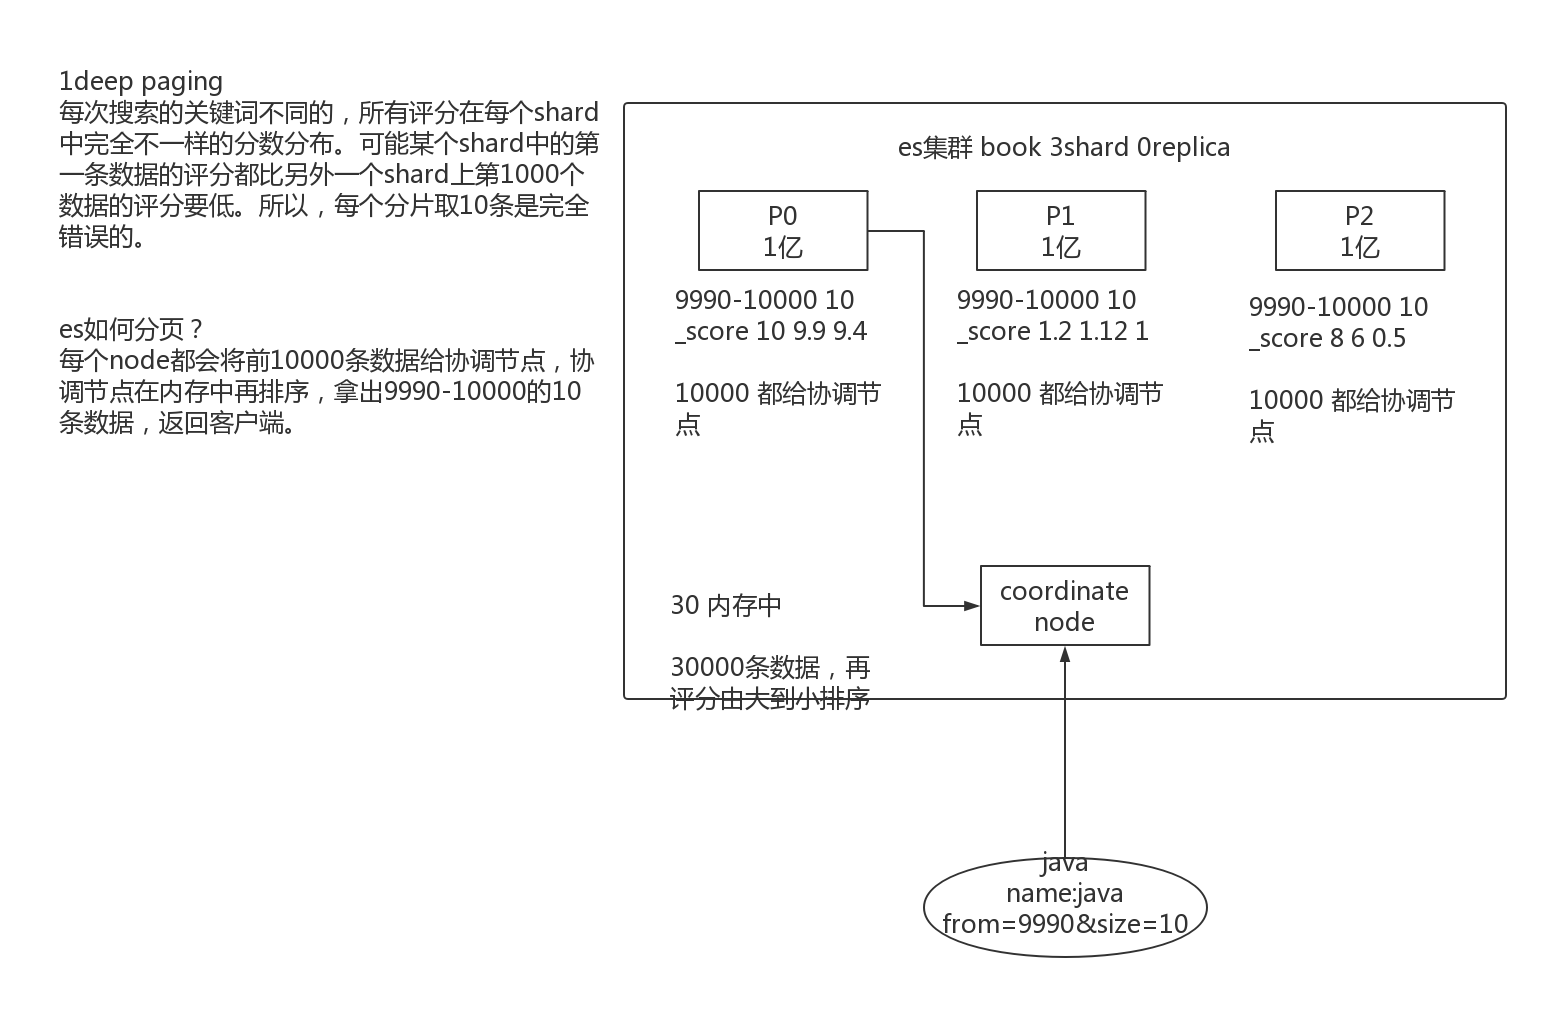 1deep paging
每次搜索的关键词不同的，所有评分在每个shard
中完全不一样的分数分布。可能某个shard中的第
一条数据的评分都比另外一个shard上第1000个
数据的评分要低。所以，每个分片取10条是完全
错误的。
es如何分页？
每个node都会将前10000条数据给协调节点，协
调节点在内存中再排序，拿出9990-10000的10
条数据，返回客户端。
es集群 book 3shard 0replica
P0
1亿
9990-10000 10
_score 10 9.9 9.4
10000 都给协调节
点
P1
1亿
9990-10000 10
_score 1.2 1.12 1
10000 都给协调节
点
P2
1亿
9990-10000 10
_score 8 6 0.5
10000 都给协调节
点
30 内存中
30000条数据，再
评分由大到小排序
coordinate
node
java
name:java
from=9990&size=10